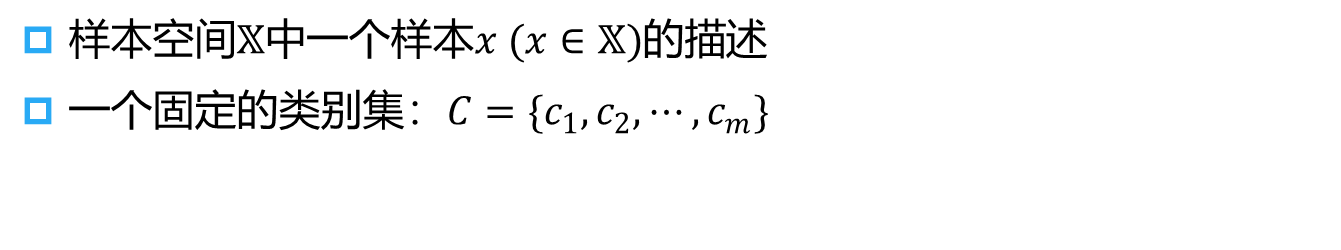 样本空间𝕏中一个样本𝑥 (𝑥 ∈ 𝕏)的描述
一个固定的类别集：𝐶 = {𝑐₁, 𝑐₂, ⋯ , 𝑐ₘ}